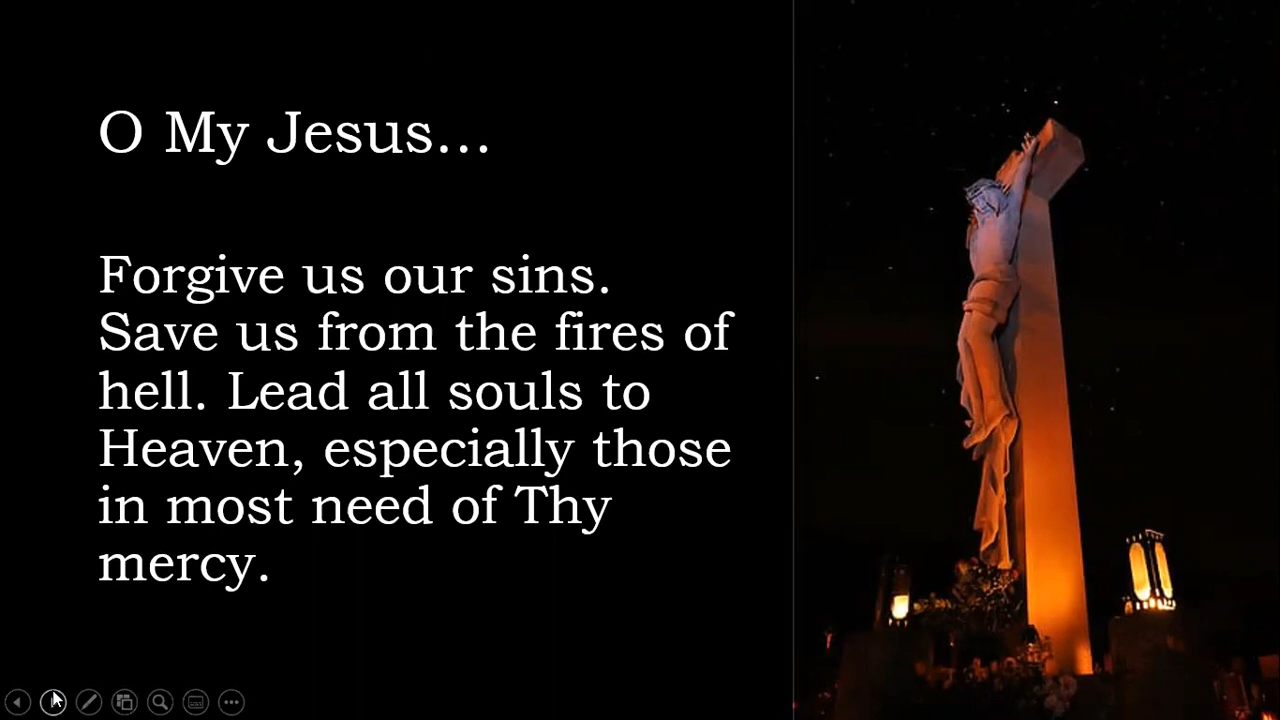 O My Jesus...
Forgive us our sins.
Save us from the fires of
hell. Lead all souls to
Heaven, especially those
in most need of Thy
mercy.